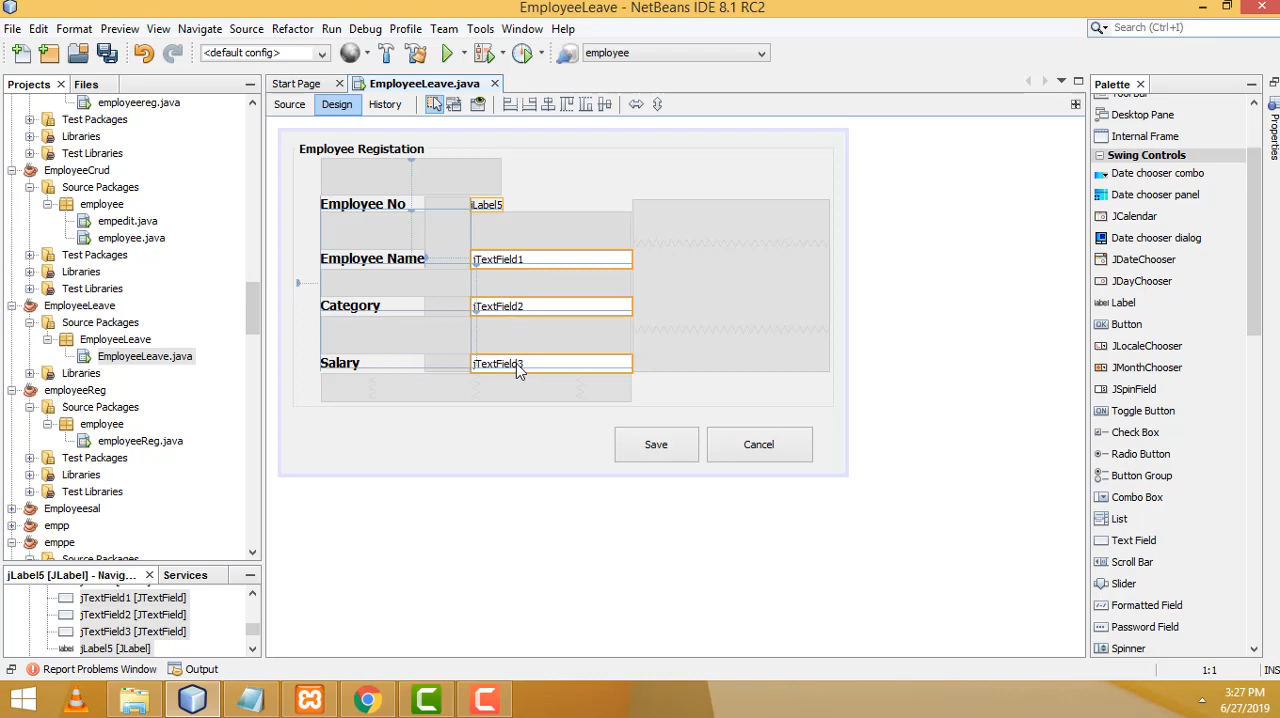 EmployeeLeave - NetBeans IDE 8.1 RC2
File Edit Format Preview View Navigate Source Refactor Run Debug Profile Team Tools Window Help
Search (Ctrl+I)
<default config>
employee
Projects Files
Start Page EmployeeLeave.java
Palette
Source Design History
employeereg.java
Test Packages
Libraries
Test Libraries
EmployeeCrud
Source Packages
employee
empedit.java
employee.java
Test Packages
Libraries
Test Libraries
EmployeeLeave
Source Packages
EmployeeLeave
EmployeeLeave.java
Libraries
employeeReg
Source Packages
employee
employeeReg.java
Test Packages
Libraries
Test Libraries
Employeesal
empp
emppe
Source Packages
Employee Registation
Employee No
jLabel5
Employee Name
jTextField1
Category
jTextField2
Salary
jTextField3
Save
Cancel
Desktop Pane
Internal Frame
Swing Controls
Date chooser combo
Date chooser panel
JCalendar
Date chooser dialog
JDateChooser
JDayChooser
Label
Button
JLocaleChooser
JMonthChooser
JSpinField
Toggle Button
Check Box
Radio Button
Button Group
Combo Box
List
Text Field
Scroll Bar
Slider
Formatted Field
Password Field
Spinner
Properties
jLabel5 [JLabel] - Navig... Services
jTextField1 [JTextField]
jTextField2 [JTextField]
jTextField3 [JTextField]
label jLabel5 [JLabel]
Report Problems Window Output
1:1 INS
3:27 PM
6/27/2019